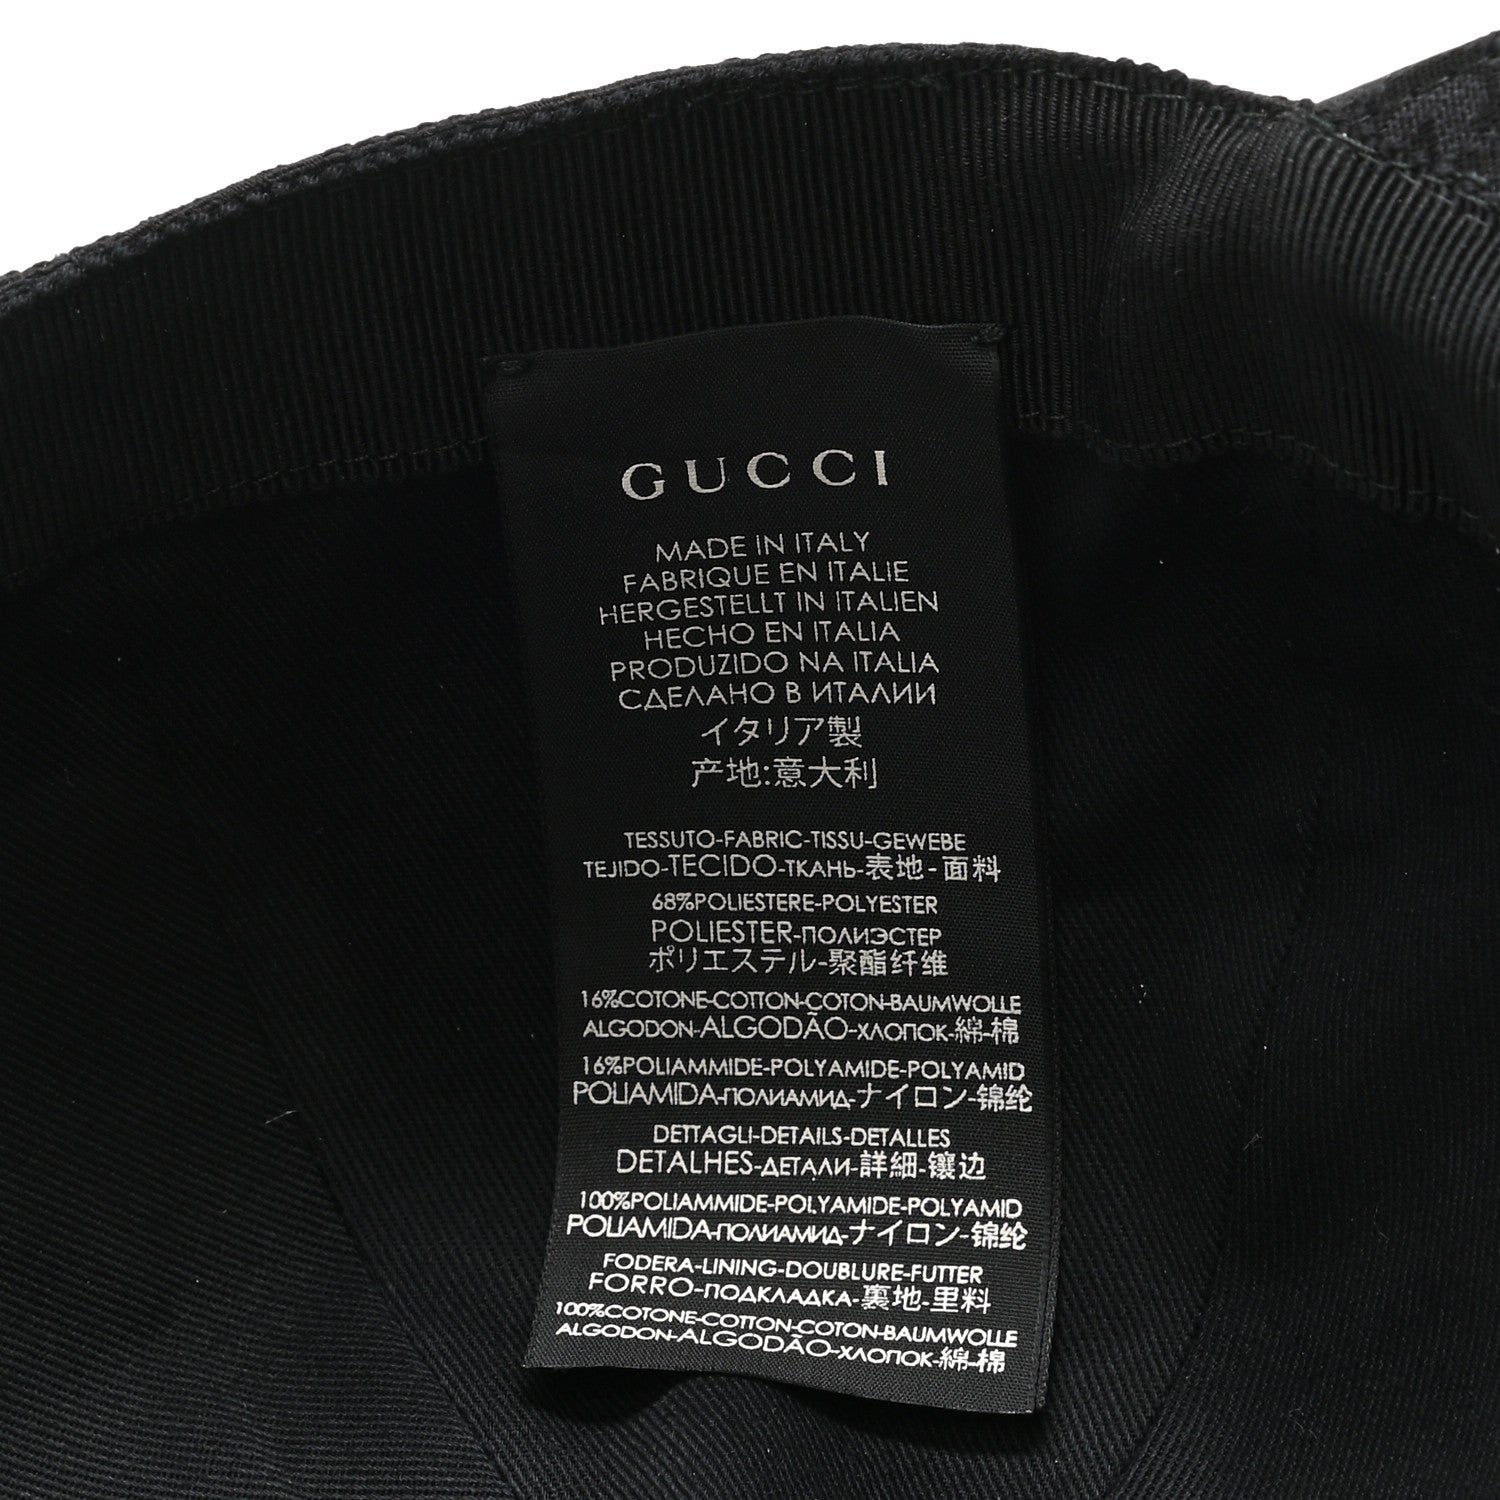 GUCCI
MADE IN ITALY
FABRIQUE EN ITALIE
HERGESTELLT IN ITALIEN
HECHO EN ITALIA
PRODUZIDO NA ITALIA
СДЕЛАНО В ИТАЛИИ
イタリア製
产地:意大利
TESSUTO-FABRIC-TISSU-GEWEBE
TEJIDO-TECIDO-ТКАНЬ-表地-面料
68%POLIESTERE-POLYESTER
POLIESTER-ПОЛИЭСТЕР
ポリエステル-聚酯纤维
16%COTONE-COTTON-COTON-BAUMWOLLE
ALGODON-ALGODÃO-ХЛОПОК-綿-棉
16%POLIAMMIDE-POLYAMIDE-POLYAMID
POLIAMIDA-ПОЛИАМИД-ナイロン-锦纶
DETTAGLI-DETAILS-DETALLES
DETALHES-ДЕТАЛИ-詳細-镶边
100%POLIAMMIDE-POLYAMIDE-POLYAMID
POLIAMIDA-ПОЛИАМИД-ナイロン-锦纶
FODERA-LINING-DOUBLURE-FUTTER
FORRO-ПОДКЛАДКА-裏地-里料
100%COTONE-COTTON-COTON-BAUMWOLLE
ALGODON-ALGODÃO-ХЛОПОК-綿-棉